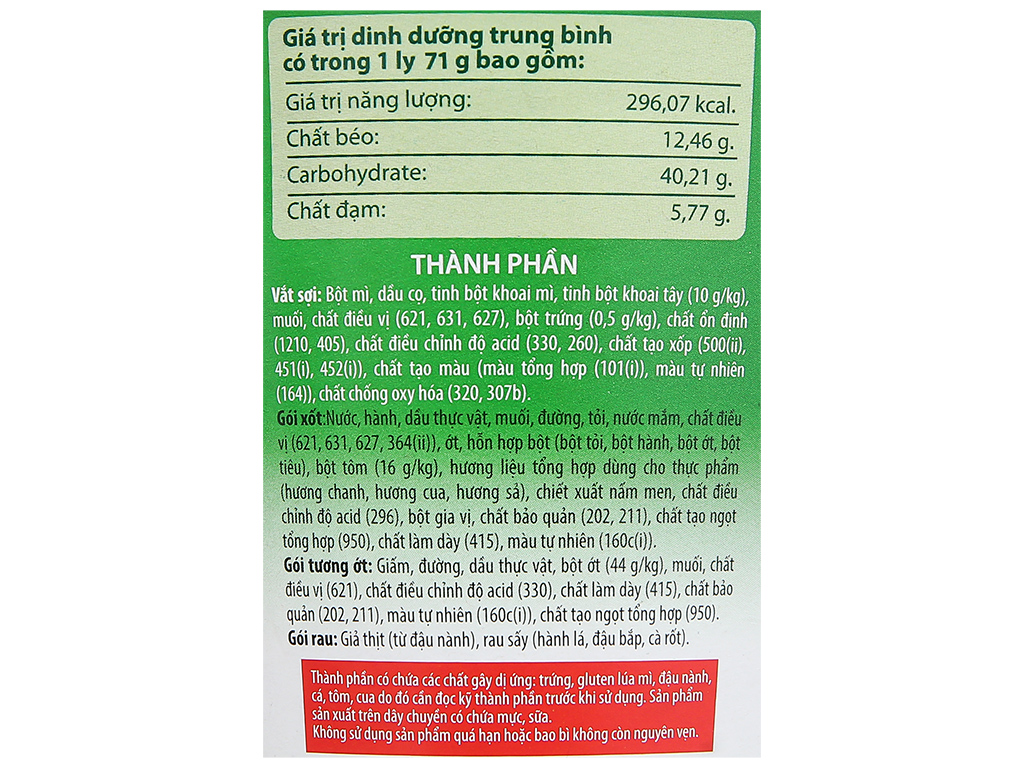 Giá trị dinh dưỡng trung bình
có trong 1 ly 71 g bao gồm:
Giá trị năng lượng: 296,07 kcal.
Chất béo: 12,46 g.
Carbohydrate: 40,21 g.
Chất đạm: 5,77 g.
THÀNH PHẦN
Vắt sợi: Bột mì, dầu cọ, tinh bột khoai mì, tinh bột khoai tây (10 g/kg),
muối, chất điều vị (621, 631, 627), bột trứng (0,5 g/kg), chất ổn định
(1210, 405), chất điều chỉnh độ acid (330, 260), chất tạo xốp (500(ii),
451(i), 452(i)), chất tạo màu (màu tổng hợp (101(i)), màu tự nhiên
(164)), chất chống oxy hóa (320, 307b).
Gói xốt:Nước, hành, dầu thực vật, muối, đường, tỏi, nước mắm, chất điều
vị (621, 631, 627, 364(ii)), ớt, hỗn hợp bột (bột tỏi, bột hành, bột ớt, bột
tiêu), bột tôm (16 g/kg), hương liệu tổng hợp dùng cho thực phẩm
(hương chanh, hương cua, hương sả), chiết xuất nấm men, chất điều
chỉnh độ acid (296), bột gia vị, chất bảo quản (202, 211), chất tạo ngọt
tổng hợp (950), chất làm dày (415), màu tự nhiên (160c(i)).
Gói tương ớt: Giấm, đường, dầu thực vật, bột ớt (44 g/kg), muối, chất
điều vị (621), chất điều chỉnh độ acid (330), chất làm dày (415), chất bảo
quản (202, 211), màu tự nhiên (160c(i)), chất tạo ngọt tổng hợp (950).
Gói rau: Giả thịt (từ đậu nành), rau sấy (hành lá, đậu bắp, cà rốt).
Thành phần có chứa các chất gây dị ứng: trứng, gluten lúa mì, đậu nành,
cá, tôm, cua do đó cần đọc kỹ thành phần trước khi sử dụng. Sản phẩm
sản xuất trên dây chuyền có chứa mực, sữa.
Không sử dụng sản phẩm quá hạn hoặc bao bì không còn nguyên vẹn.